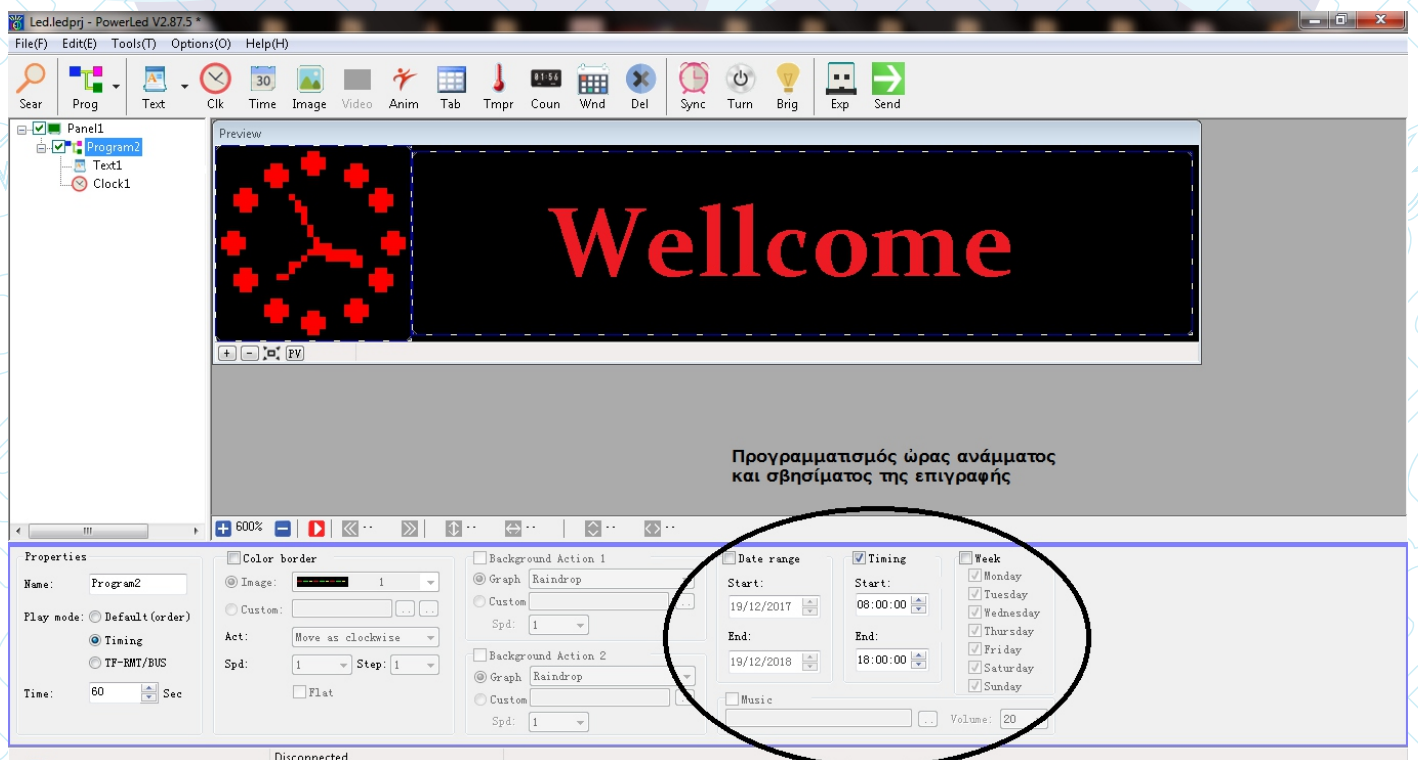 Led.ledprj - PowerLed V2.87.5 *
File(F) Edit(E) Tools(T) Options(O) Help(H)
30 01:56
Sear Prog Text Clk Time Image Video Anim Tab Tmpr Coun Wnd Del Sync Turn Brig Exp Send
Panel1
Program2
Text1
Clock1
Preview
Wellcome
+ - PV
Προγραμματισμός ώρας ανάμματος
και σβησίματος της επιγραφής
600%
Properties
Name: Program2
Play mode: Default(order)
Timing
TF-RMT/BUS
Time: 60 Sec
Color border
Image: 1
Custom: ..
Act: Move as clockwise
Spd: 1 Step: 1
Flat
Background Action 1
Graph Raindrop
Custom ..
Spd: 1
Background Action 2
Graph Raindrop
Custom ..
Spd: 1
Date range
Start:
19/12/2017
End:
19/12/2018
Timing
Start:
08:00:00
End:
18:00:00
Week
Monday
Tuesday
Wednesday
Thursday
Friday
Saturday
Sunday
Music
.. Volume: 20
Disconnected